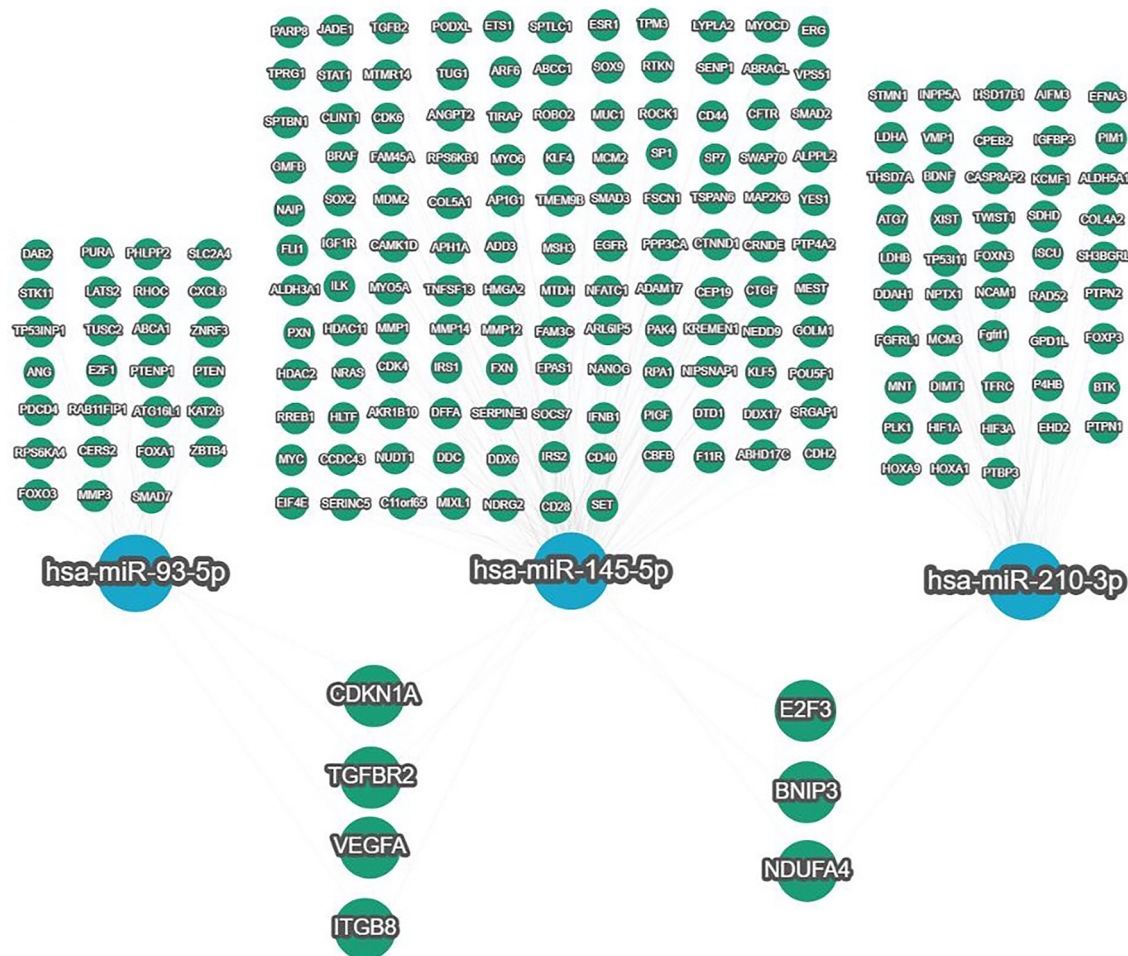 PARP8 JADE1 TGFB2 PODXL ETS1 SPTLC1 ESR1 TPM3 LYPLA2 MYOCD ERG
TPRG1 STAT1 MTMR14 TUG1 ARF6 ABCC1 SOX9 RTKN SENP1 ABRACL VPS51
SPTBN1 CLINT1 CDK6 ANGPT2 TIRAP ROBO2 MUC1 ROCK1 CD44 CFTR SMAD2
GMFB BRAF FAM45A RPS6KB1 MYO6 KLF4 MCM2 SP1 SP7 SWAP70 ALPPL2
NAIP SOX2 MDM2 COL5A1 AP1G1 TMEM9B SMAD3 FSCN1 TSPAN6 MAP2K6 YES1
FLI1 IGF1R CAMK1D APH1A ADD3 MSH3 EGFR PPP3CA CTNND1 CRNDE PTP4A2
ALDH3A1 ILK MYO5A TNFSF13 HMGA2 MTDH NFATC1 ADAM17 CEP19 CTGF MEST
PXN HDAC11 MMP1 MMP14 MMP12 FAM3C ARL6IP5 PAK4 KREMEN1 NEDD9 GOLM1
HDAC2 NRAS CDK4 IRS1 FXN EPAS1 NANOG RPA1 NIPSNAP1 KLF5 POU5F1
RREB1 HLTF AKR1B10 DFFA SERPINE1 SOCS7 IFNB1 PIGF DTD1 DDX17 SRGAP1
MYC CCDC43 NUDT1 DDC DDX6 IRS2 CD40 CBFB F11R ABHD17C CDH2
EIF4E SERINC5 C11orf65 MIXL1 NDRG2 CD28 SET
STMN1 INPP5A HSD17B1 AIFM3 EFNA3
LDHA VMP1 CPEB2 IGFBP3 PIM1
THSD7A BDNF CASP8AP2 KCMF1 ALDH5A1
ATG7 XIST TWIST1 SDHD COL4A2
LDHB TP53I11 FOXN3 ISCU SH3BGRL
DDAH1 NPTX1 NCAM1 RAD52 PTPN2
FGFRL1 MCM3 Fgfrl1 GPD1L FOXP3
MNT DIMT1 TFRC P4HB BTK
PLK1 HIF1A HIF3A EHD2 PTPN1
HOXA9 HOXA1 PTBP3
DAB2 PURA PHLPP2 SLC2A4
STK11 LATS2 RHOC CXCL8
TP53INP1 TUSC2 ABCA1 ZNRF3
ANG E2F1 PTENP1 PTEN
PDCD4 RAB11FIP1 ATG16L1 KAT2B
RPS6KA4 CERS2 FOXA1 ZBTB4
FOXO3 MMP3 SMAD7
hsa-miR-93-5p hsa-miR-145-5p hsa-miR-210-3p
CDKN1A
TGFBR2
VEGFA
ITGB8
E2F3
BNIP3
NDUFA4